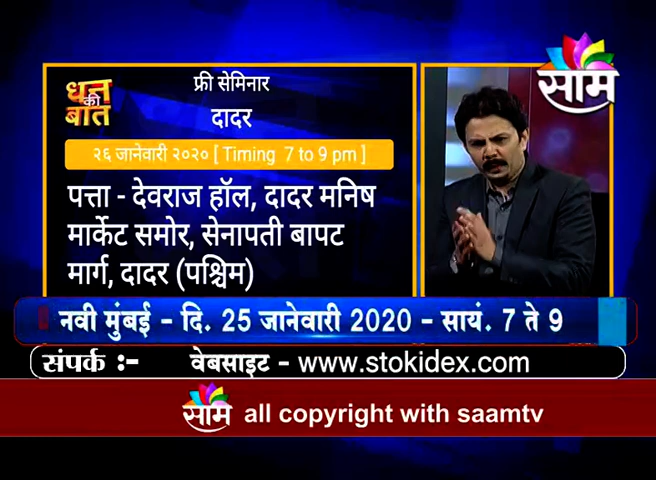 साम
धन
की
बात
फ्री सेमिनार
दादर
२६ जानेवारी २०२० [ Timing 7 to 9 pm ]
पत्ता - देवराज हॉल, दादर मनिष
मार्केट समोर, सेनापती बापट
मार्ग, दादर (पश्चिम)
नवी मुंबई - दि. 25 जानेवारी 2020 - सायं. 7 ते 9
संपर्क :- वेबसाइट - www.stokidex.com
साम all copyright with saamtv